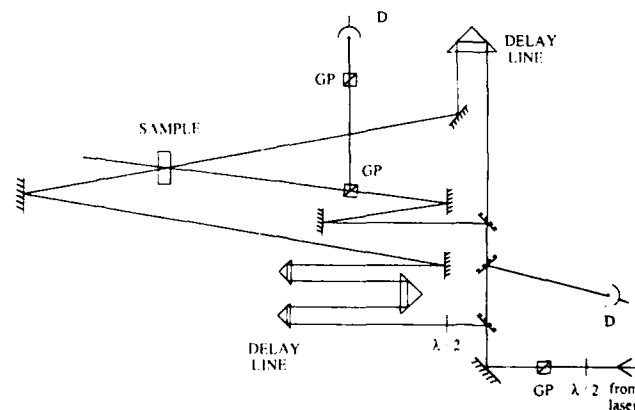 D
DELAY
LINE
GP
SAMPLE
GP
D
DELAY
LINE
λ/2
GP
λ/2
from
laser